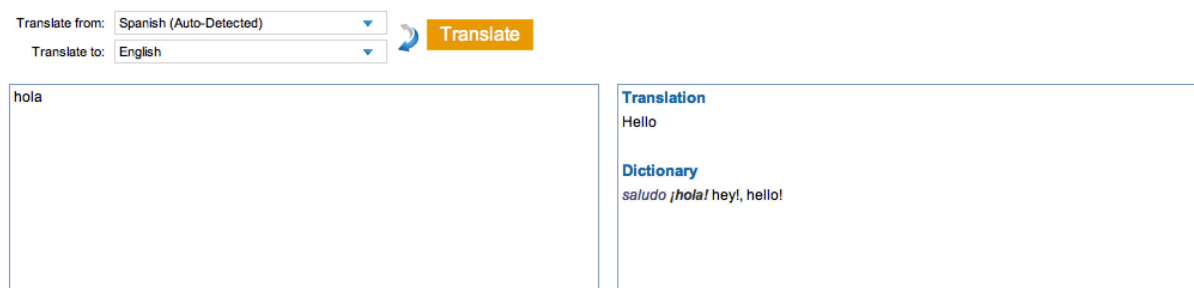 Translate from: Spanish (Auto-Detected)
Translate
Translate to: English
hola
Translation
Hello
Dictionary
saludo ¡hola! hey!, hello!